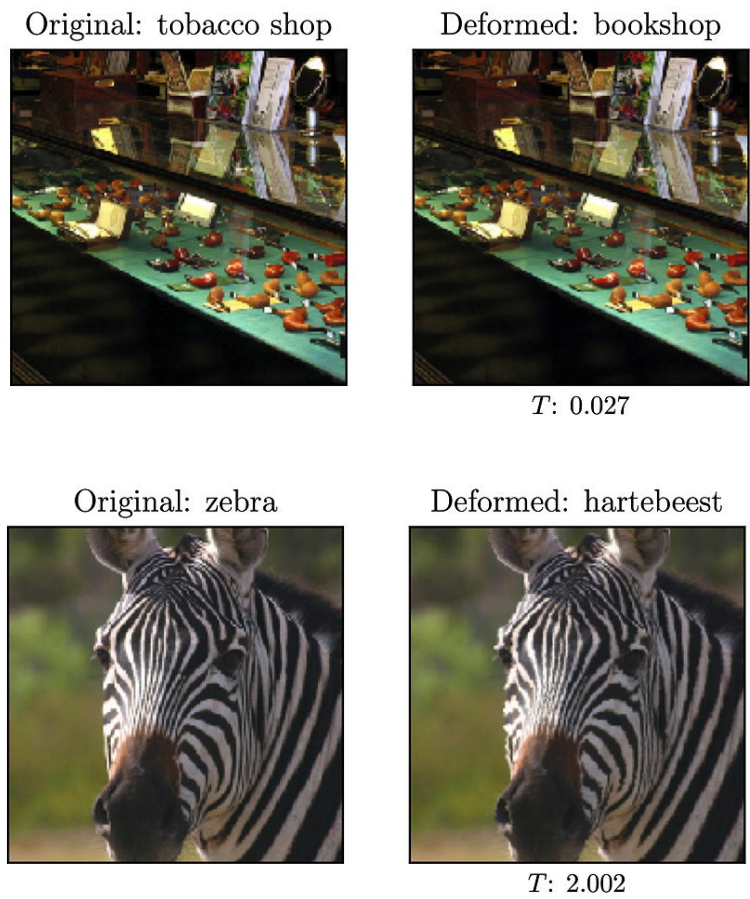 Original: tobacco shop
Deformed: bookshop
T: 0.027
Original: zebra
Deformed: hartebeest
T: 2.002